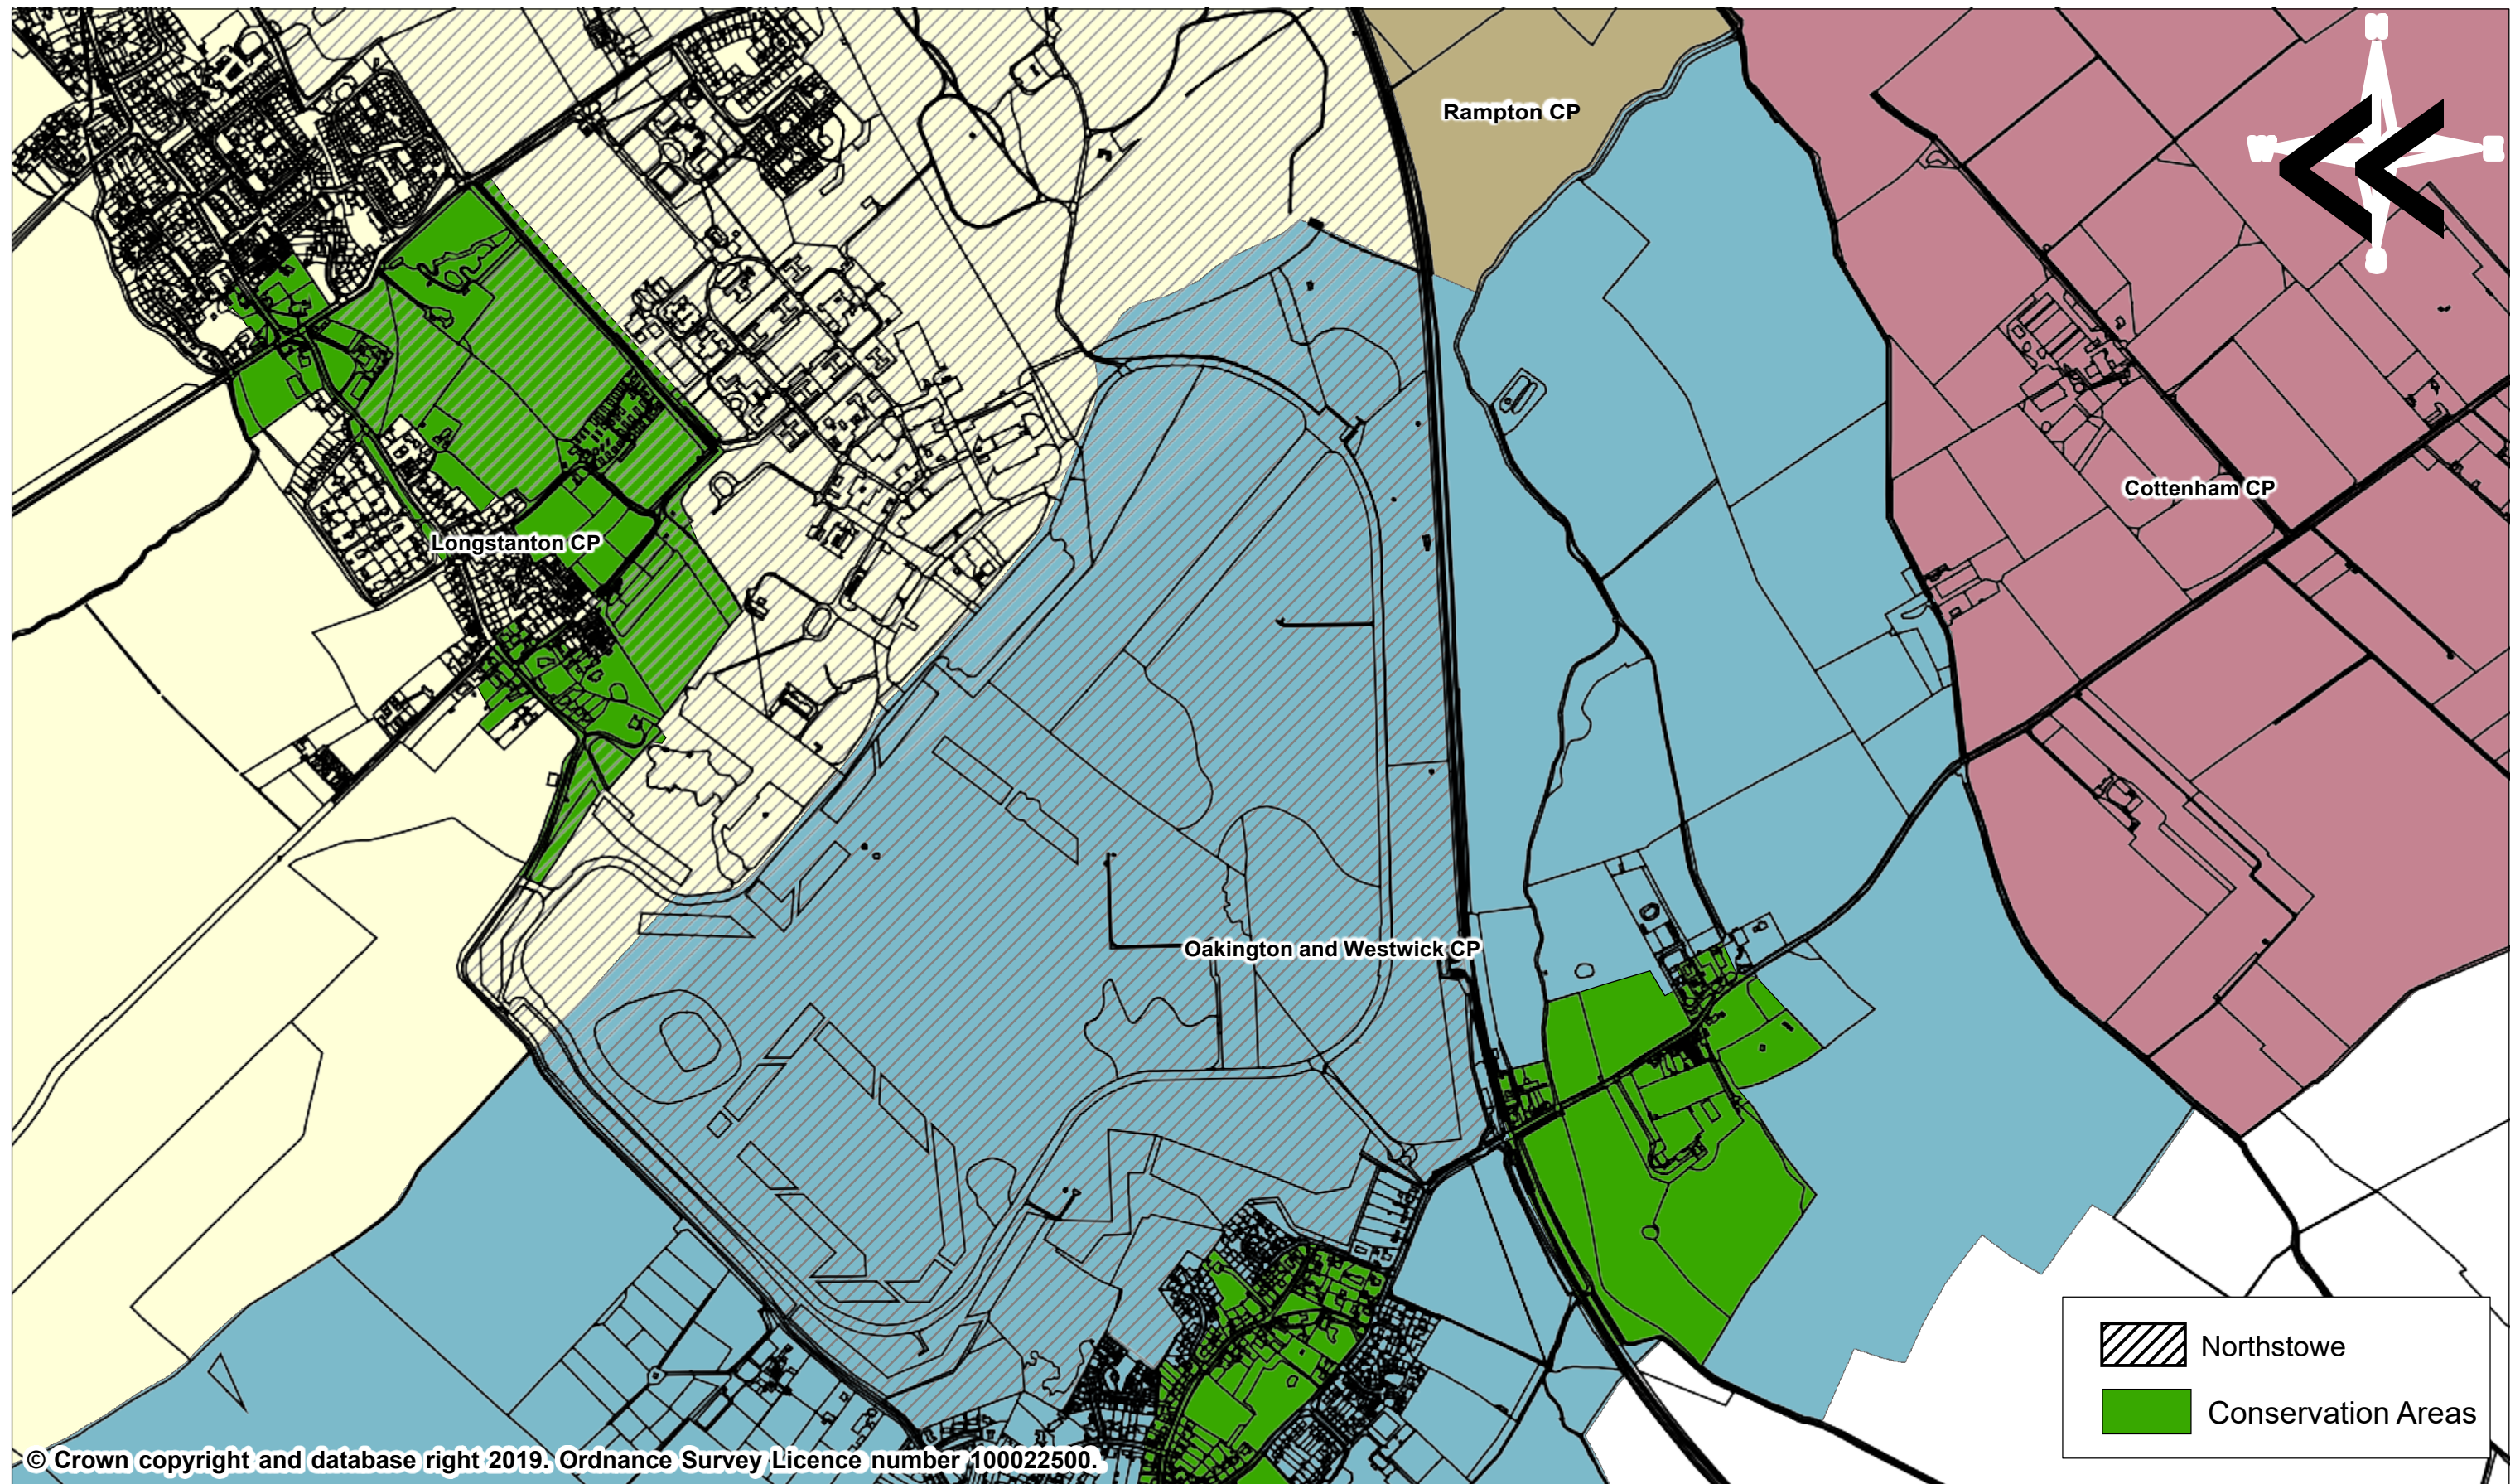 Rampton CP
Cottenham CP
Longstanton CP
Oakington and Westwick CP
Northstowe
Conservation Areas
© Crown copyright and database right 2019. Ordnance Survey Licence number 100022500.